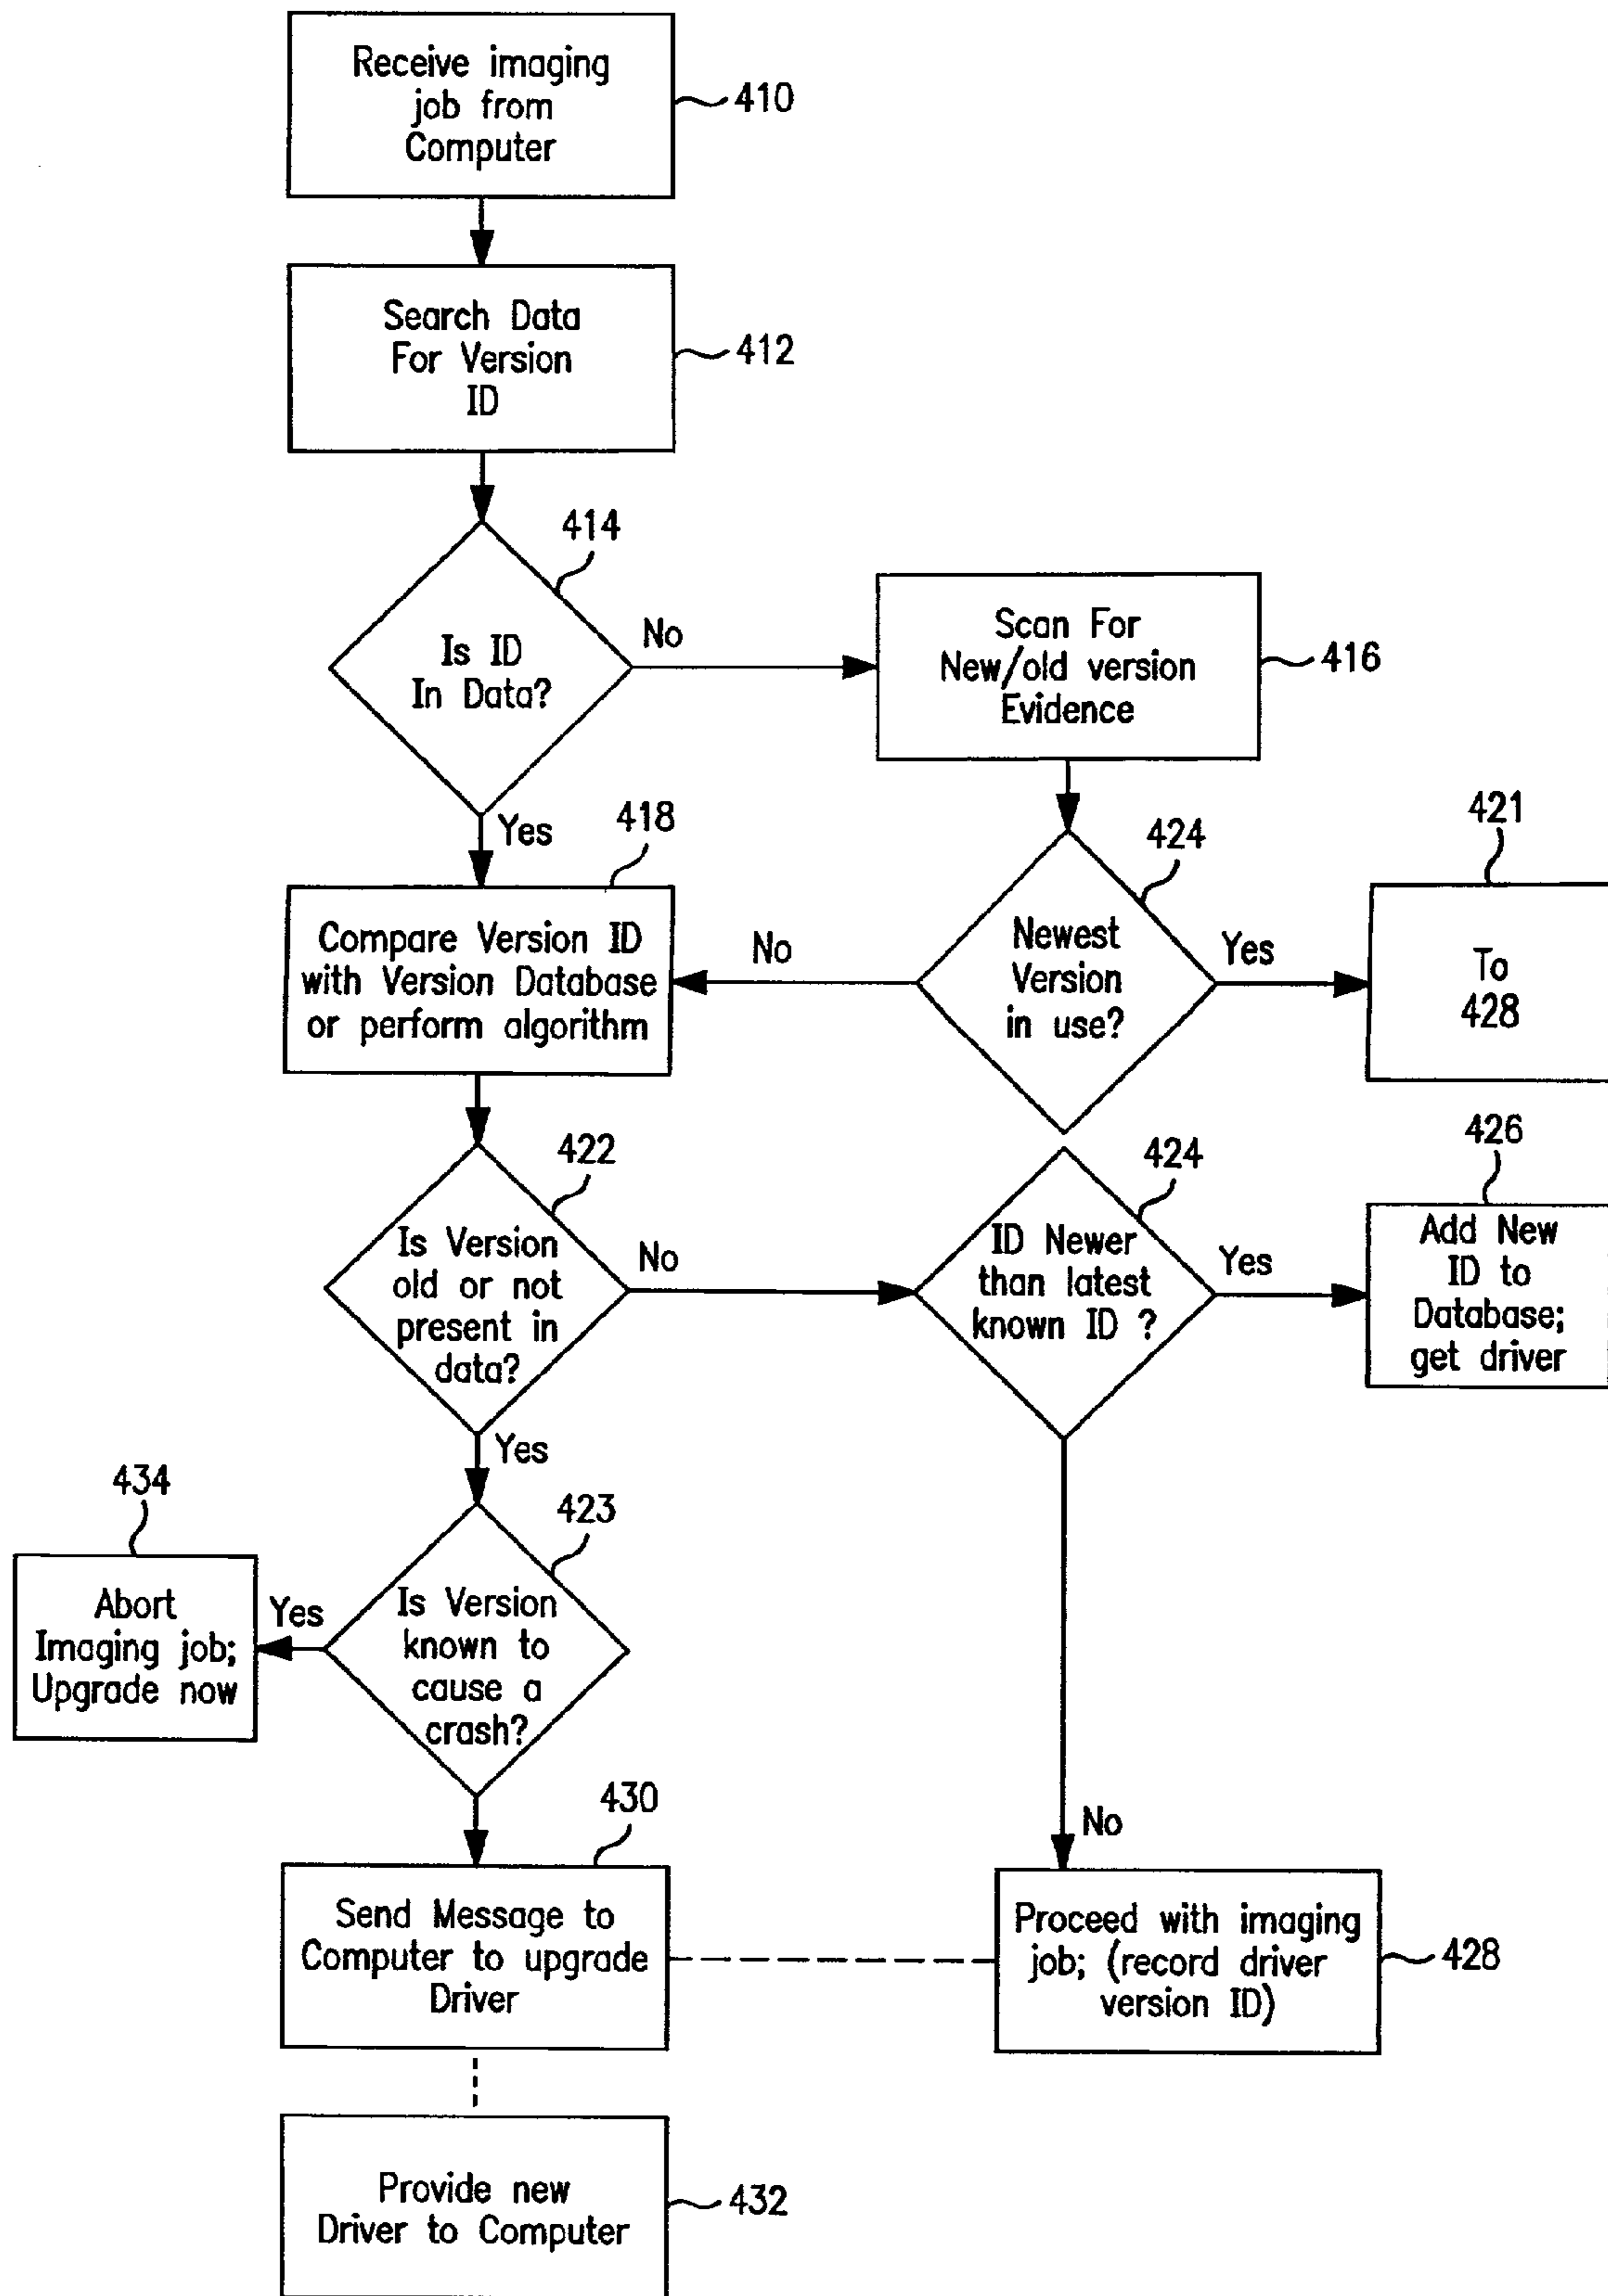 Receive imaging
job from
Computer
410
Search Data
For Version
ID
412
414
Is ID
In Data?
No
Yes
Scan For
New/old version
Evidence
416
418
Compare Version ID
with Version Database
or perform algorithm
No
424
Newest
Version
in use?
Yes
421
To
428
422
Is Version
old or not
present in
data?
No
Yes
424
ID Newer
than latest
known ID ?
Yes
No
426
Add New
ID to
Database;
get driver
434
Abort
Imaging job;
Upgrade now
Yes
423
Is Version
known to
cause a
crash?
430
Send Message to
Computer to upgrade
Driver
Proceed with imaging
job; (record driver
version ID)
428
Provide new
Driver to Computer
432